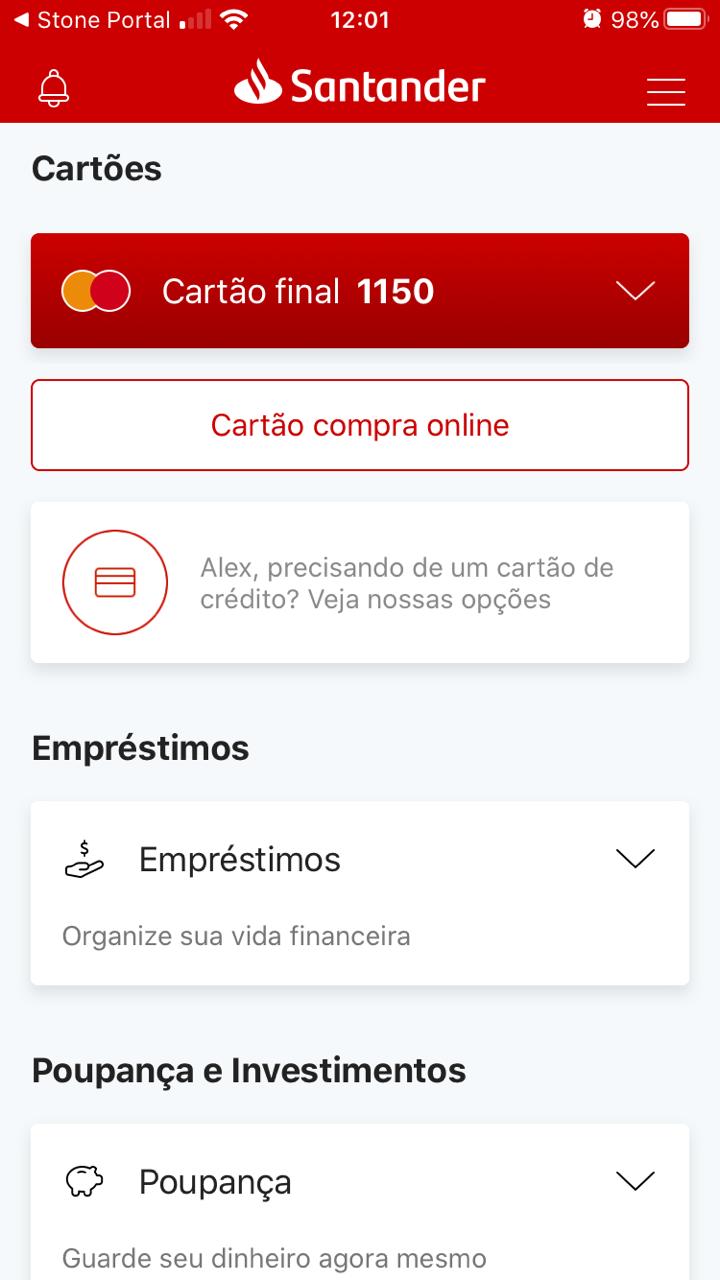 Stone Portal 12:01 98%
Santander
Cartões
Cartão final 1150
Cartão compra online
Alex, precisando de um cartão de
crédito? Veja nossas opções
Empréstimos
$
Empréstimos
Organize sua vida financeira
Poupança e Investimentos
Poupança
Guarde seu dinheiro agora mesmo